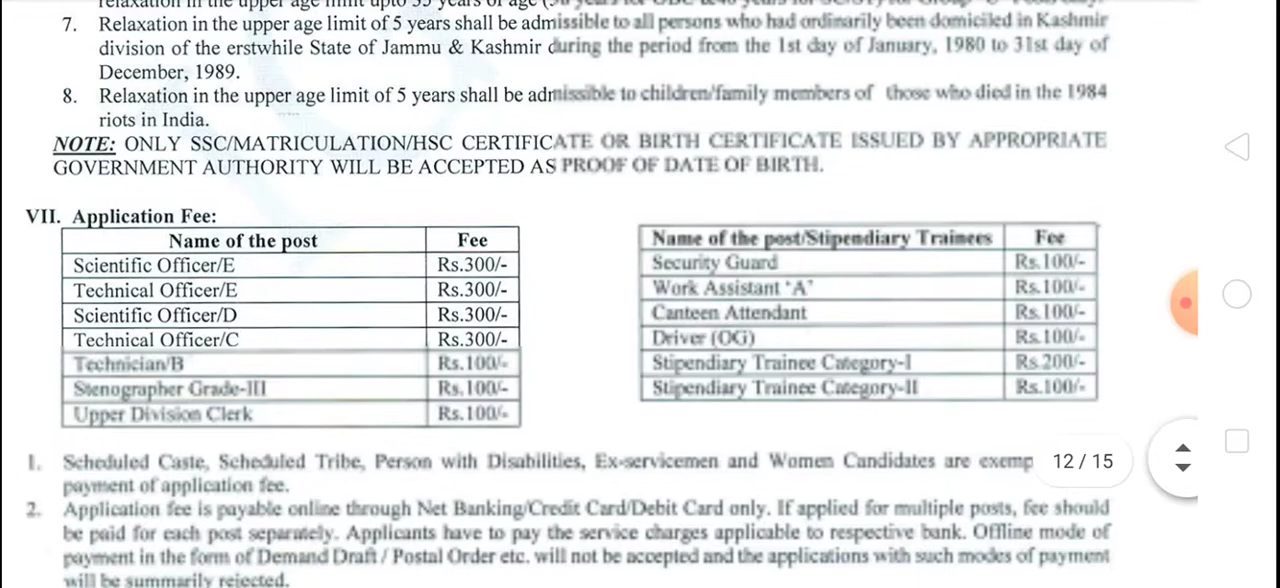 relaxation in the upper age limit upto 35 years of age
7. Relaxation in the upper age limit of 5 years shall be admissible to all persons who had ordinarily been domiciled in Kashmir
division of the erstwhile State of Jammu & Kashmir during the period from the 1st day of January, 1980 to 31st day of
December, 1989.
8. Relaxation in the upper age limit of 5 years shall be admissible to children/family members of those who died in the 1984
riots in India.
NOTE: ONLY SSC/MATRICULATION/HSC CERTIFICATE OR BIRTH CERTIFICATE ISSUED BY APPROPRIATE
GOVERNMENT AUTHORITY WILL BE ACCEPTED AS PROOF OF DATE OF BIRTH.
VII. Application Fee:
Name of the post Fee
Scientific Officer/E Rs.300/-
Technical Officer/E Rs.300/-
Scientific Officer/D Rs.300/-
Technical Officer/C Rs.300/-
Technician/B Rs.100/-
Stenographer Grade-III Rs.100/-
Upper Division Clerk Rs.100/-
Name of the post/Stipendiary Trainees Fee
Security Guard Rs.100/-
Work Assistant 'A' Rs.100/-
Canteen Attendant Rs.100/-
Driver (OG) Rs.100/-
Stipendiary Trainee Category-I Rs.200/-
Stipendiary Trainee Category-II Rs.100/-
1. Scheduled Caste, Scheduled Tribe, Person with Disabilities, Ex-servicemen and Women Candidates are exemp
12 / 15
payment of application fee.
2. Application fee is payable online through Net Banking/Credit Card/Debit Card only. If applied for multiple posts, fee should
be paid for each post separately. Applicants have to pay the service charges applicable to respective bank. Offline mode of
payment in the form of Demand Draft / Postal Order etc. will not be accepted and the applications with such modes of payment
will be summarily rejected.